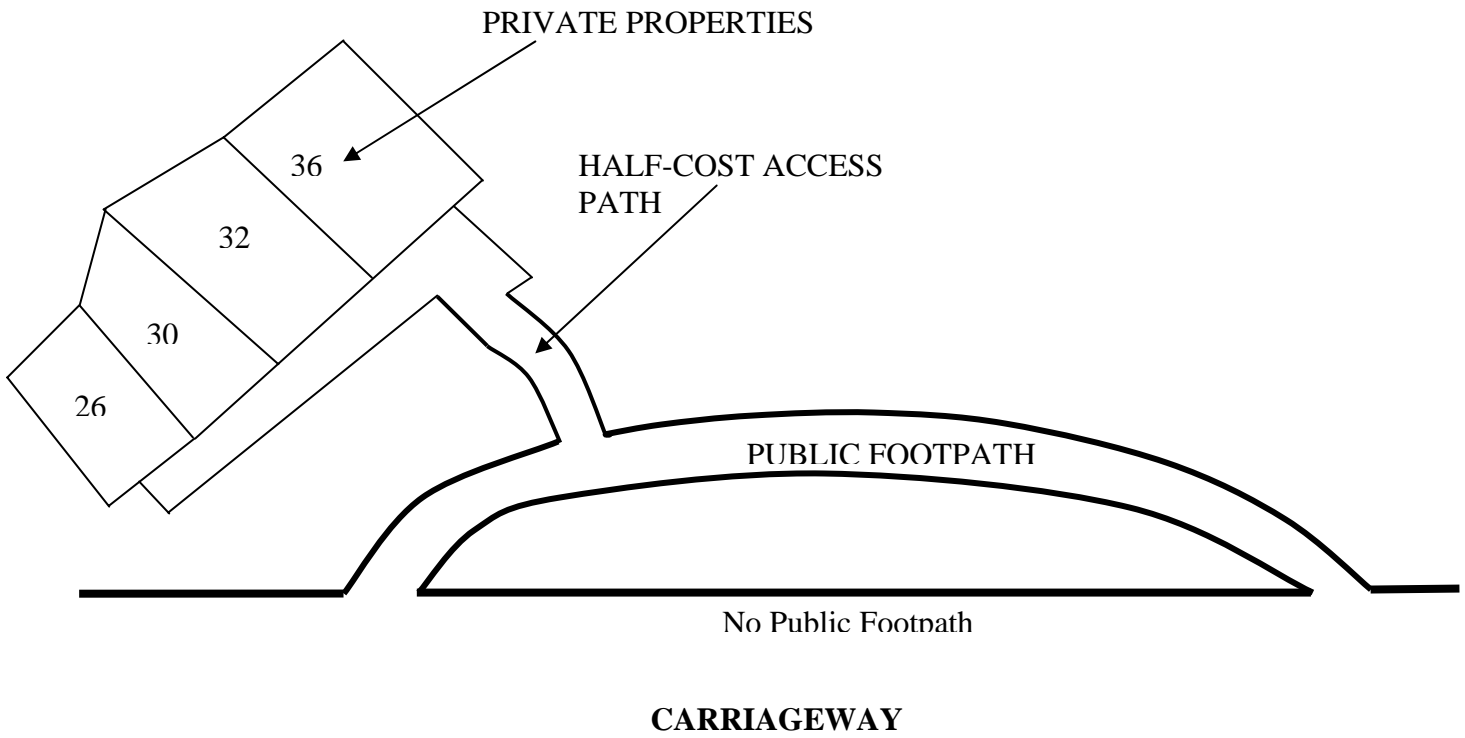 PRIVATE PROPERTIES
36
HALF-COST ACCESS
PATH
32
30
26
PUBLIC FOOTPATH
No Public Footpath
CARRIAGEWAY